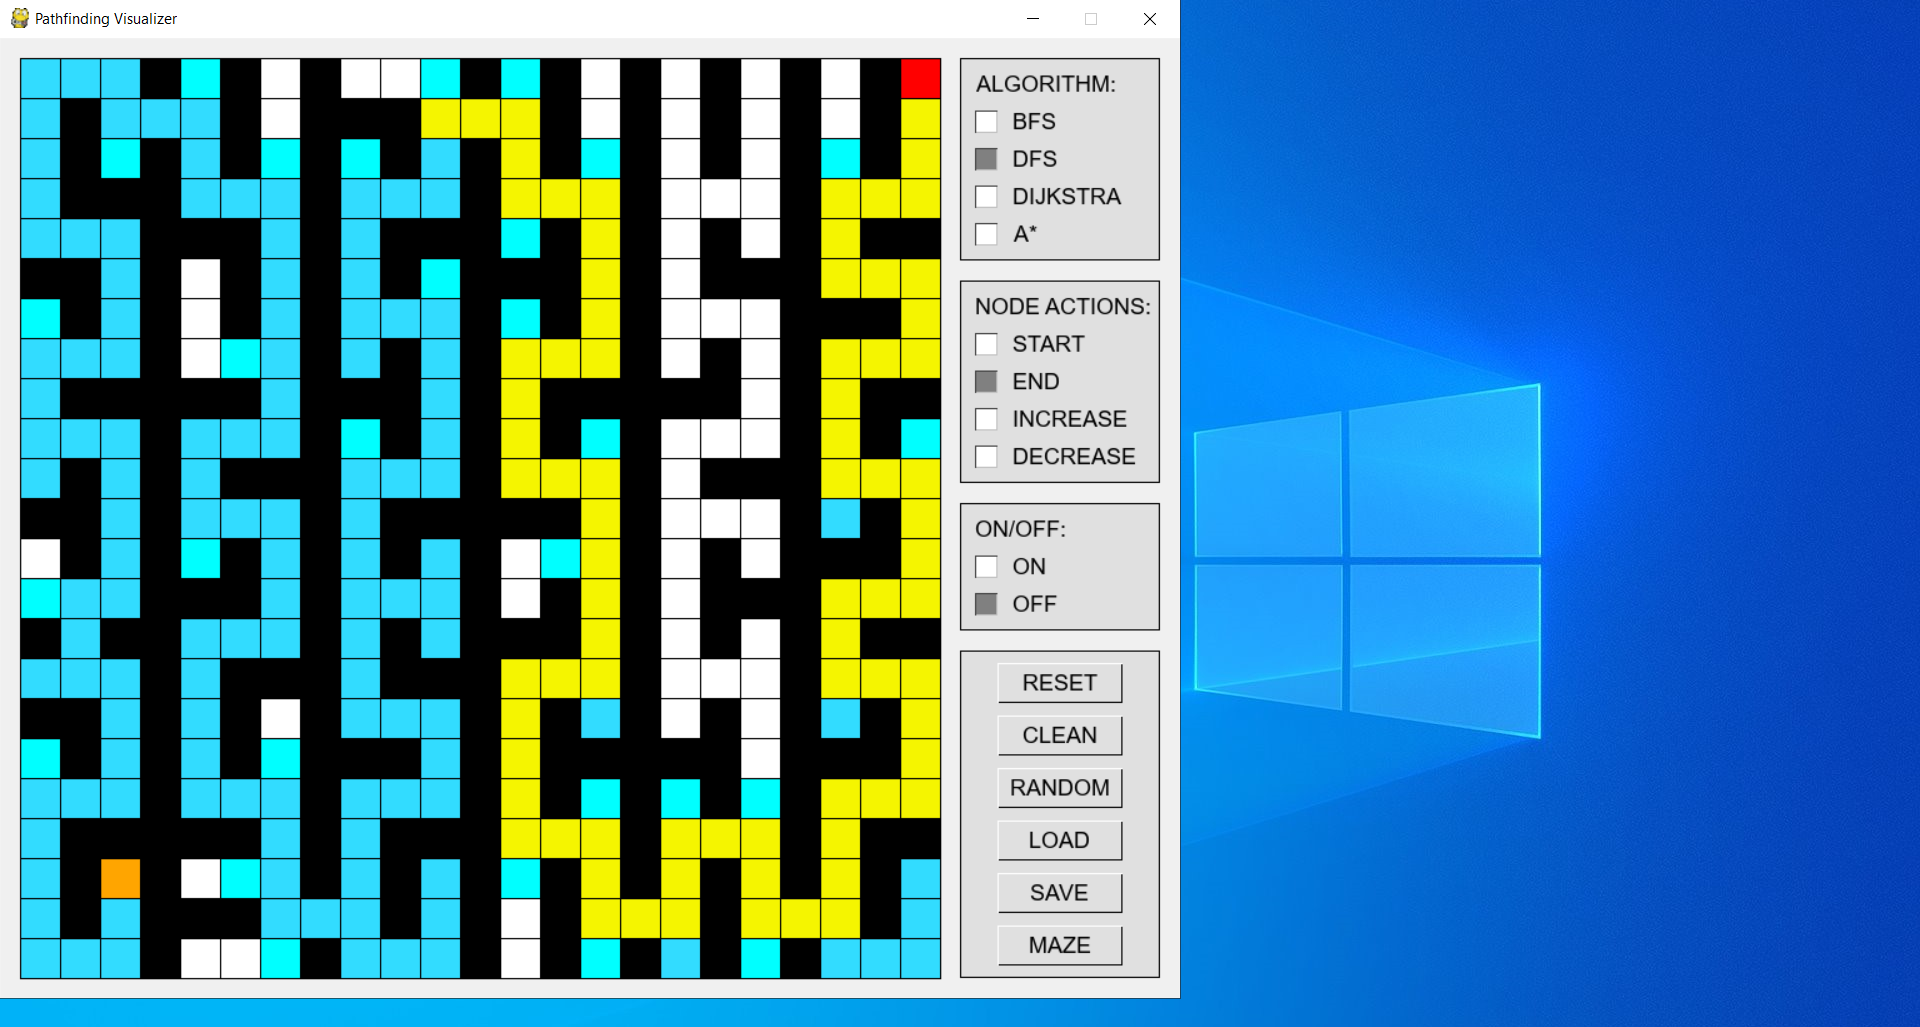 Pathfinding Visualizer
ALGORITHM:
BFS
DFS
DIJKSTRA
A*
NODE ACTIONS:
START
END
INCREASE
DECREASE
ON/OFF:
ON
OFF
RESET
CLEAN
RANDOM
LOAD
SAVE
MAZE